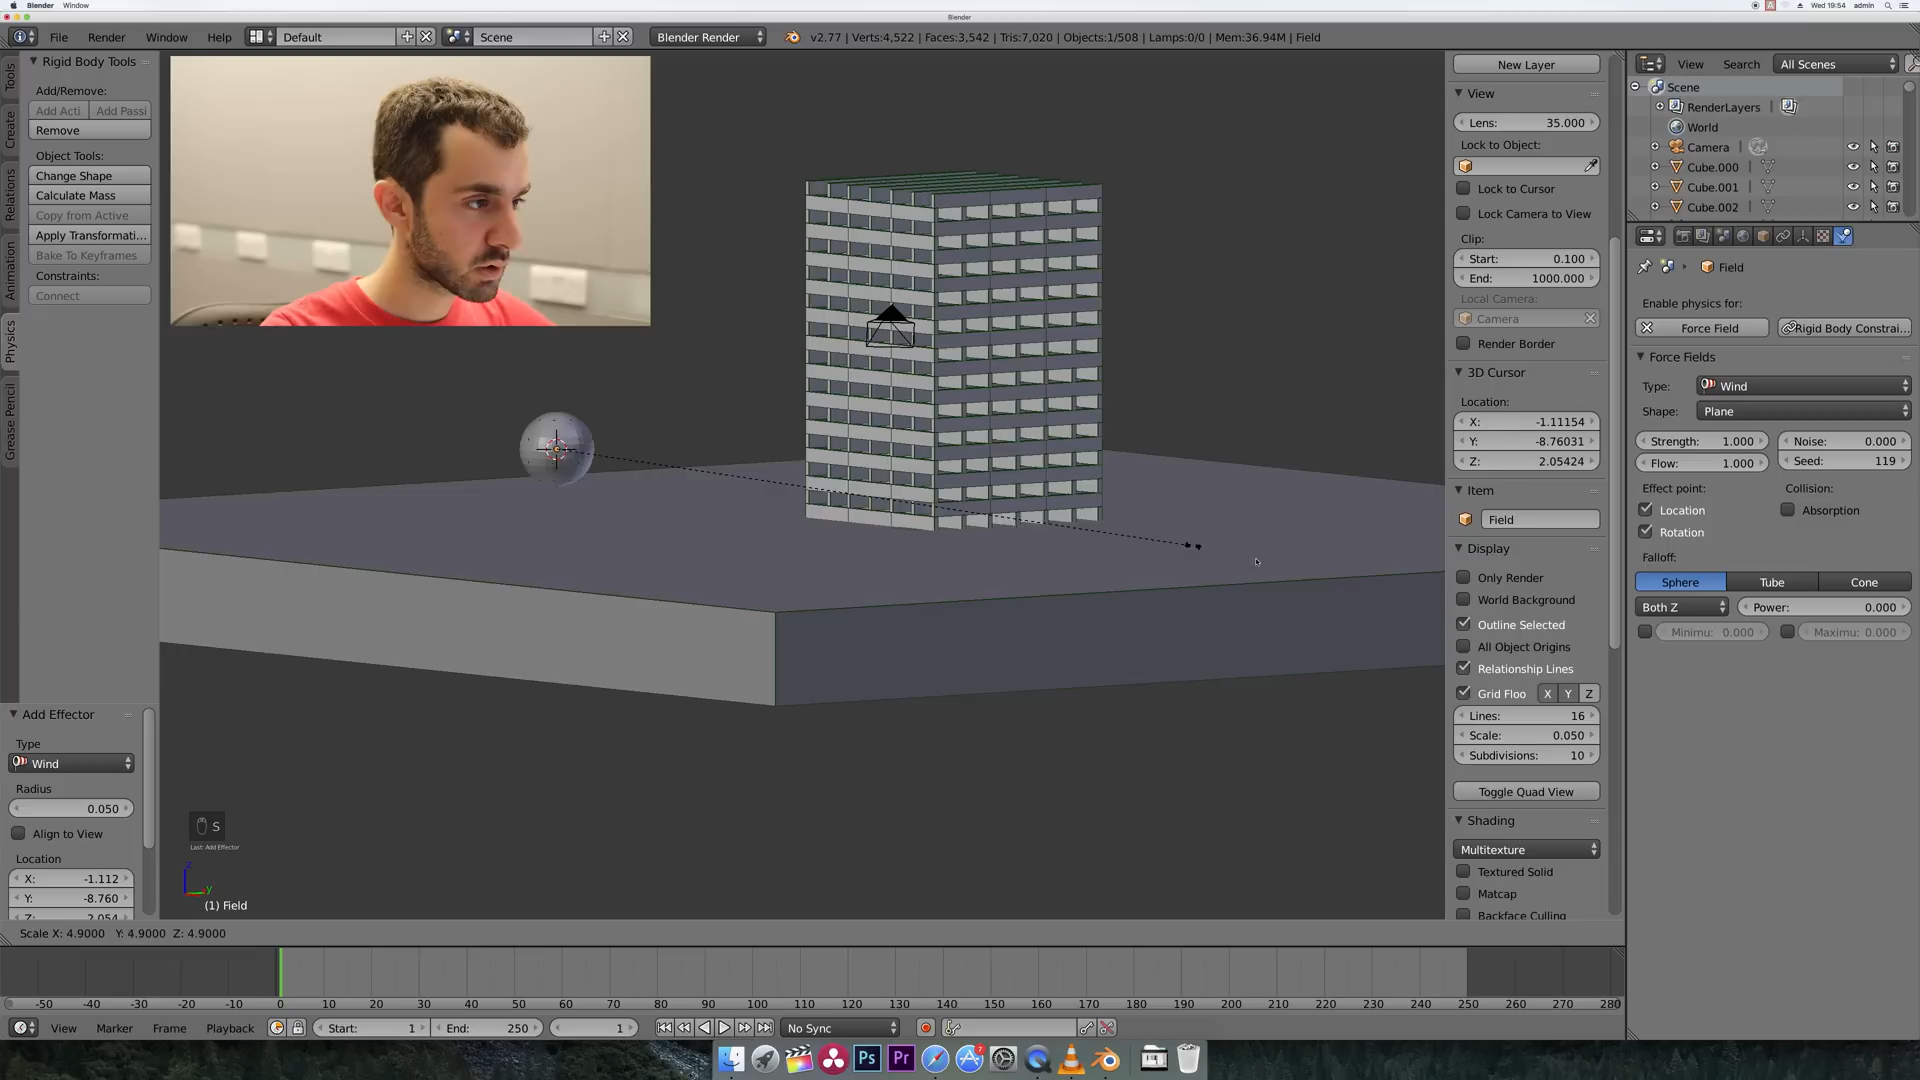 Blender Window
Wed 19:54 admin
Blender
File Render Window Help Default Scene Blender Render v2.77 | Verts:4,522 | Faces:3,542 | Tris:7,020 | Objects:1/508 | Lamps:0/0 | Mem:36.94M | Field
Tools
Create
Relations
Animation
Physics
Grease Pencil
Rigid Body Tools
Add/Remove:
Add Acti Add Passi
Remove
Object Tools:
Change Shape
Calculate Mass
Copy from Active
Apply Transformati...
Bake To Keyframes
Constraints:
Connect
Add Effector
Type
Wind
Radius
0.050
Align to View
Location
X: -1.112
Y: -8.760
Z: 2.054
S
Last: Add Effector
z
y
(1) Field
Scale X: 4.9000 Y: 4.9000 Z: 4.9000
New Layer
View
Lens: 35.000
Lock to Object:
Lock to Cursor
Lock Camera to View
Clip:
Start: 0.100
End: 1000.000
Local Camera:
Camera
Render Border
3D Cursor
Location:
X: -1.11154
Y: -8.76031
Z: 2.05424
Item
Field
Display
Only Render
World Background
Outline Selected
All Object Origins
Relationship Lines
Grid Floo X Y Z
Lines: 16
Scale: 0.050
Subdivisions: 10
Toggle Quad View
Shading
Multitexture
Textured Solid
Matcap
Backface Culling
View Search All Scenes
Scene
RenderLayers |
World
Camera |
Cube.000 |
Cube.001 |
Cube.002 |
Field
Enable physics for:
Force Field Rigid Body Constrai...
Force Fields
Type: Wind
Shape: Plane
Strength: 1.000 Noise: 0.000
Flow: 1.000 Seed: 119
Effect point: Collision:
Location Absorption
Rotation
Falloff:
Sphere Tube Cone
Both Z Power: 0.000
Minimu: 0.000 Maximu: 0.000
-50 -40 -30 -20 -10 0 10 20 30 40 50 60 70 80 90 100 110 120 130 140 150 160 170 180 190 200 210 220 230 240 250 260 270 280
View Marker Frame Playback Start: 1 End: 250 1 No Sync
Ps Pr 7